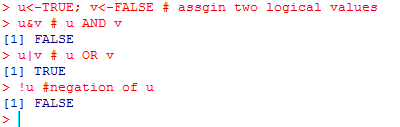 > u<-TRUE; v<-FALSE # assgin two logical values
> u&v # u AND v
[1] FALSE
> u|v # u OR v
[1] TRUE
> !u #negation of u
[1] FALSE
>